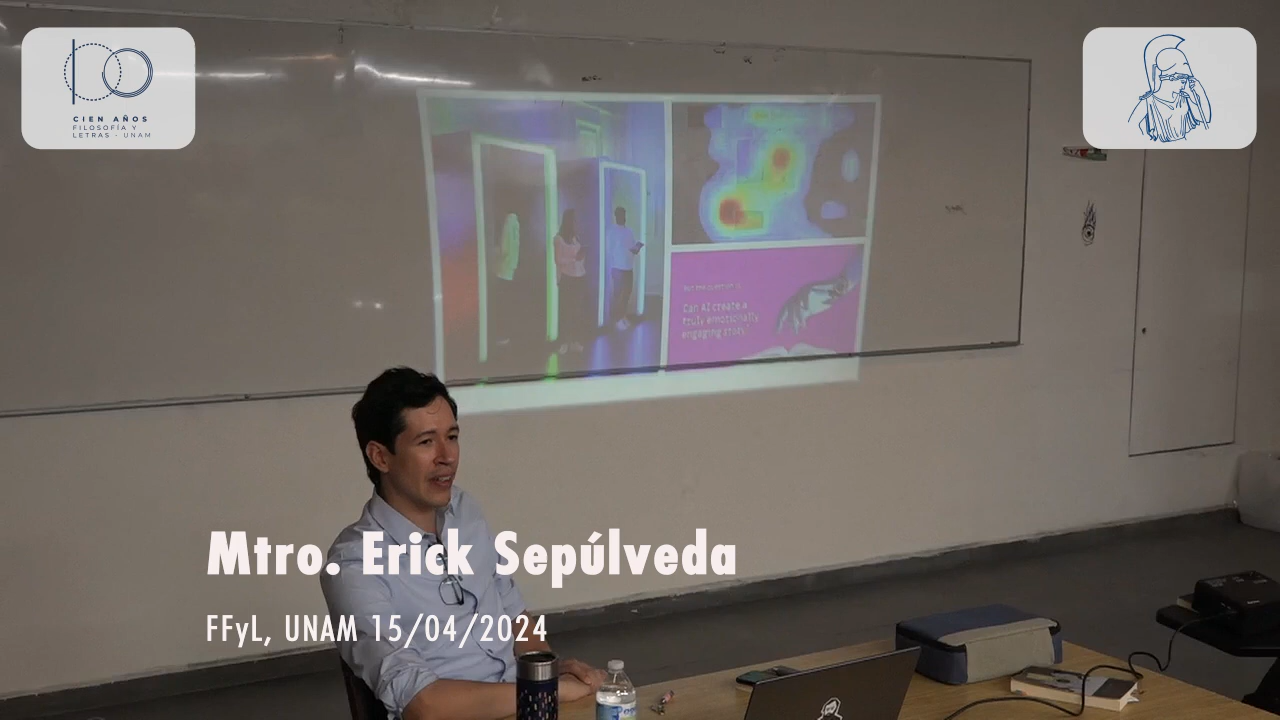 CIEN AÑOS
FILOSOFÍA Y
LETRAS · UNAM
Can AI create a
truly emotionally
engaging story?
Mtro. Erick Sepúlveda
FFyL, UNAM 15/04/2024